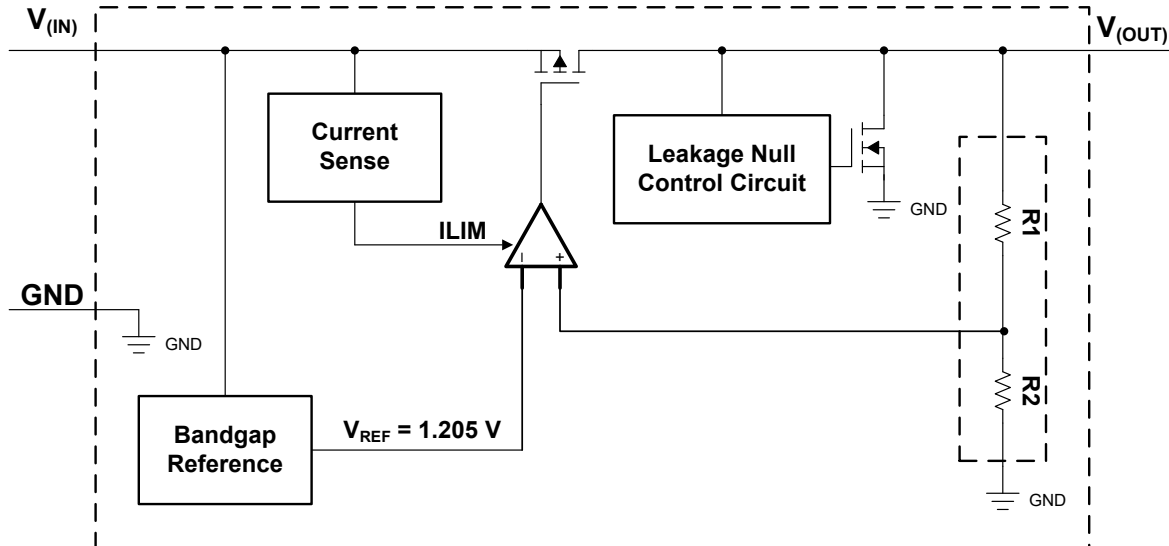 V(IN)
V(OUT)
Current
Sense
Leakage Null
Control Circuit
GND
R1
ILIM
GND
GND
R2
Bandgap
Reference
VREF = 1.205 V
GND